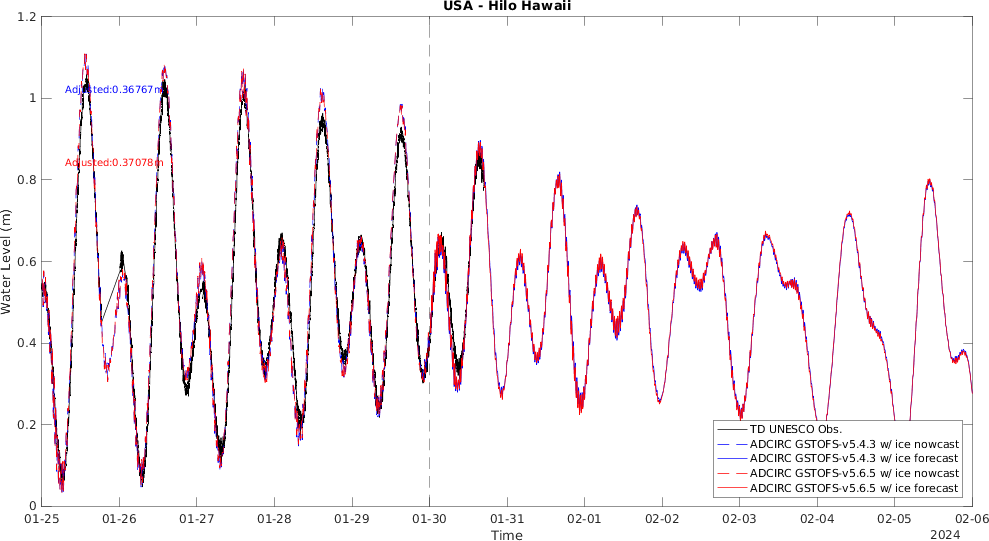 USA - Hilo Hawaii
1.2
1
0.8
0.6
0.4
0.2
0
Water Level (m)
Adjusted:0.36767m
Adjusted:0.37078m
TD UNESCO Obs.
ADCIRC GSTOFS-v5.4.3 w/ ice nowcast
ADCIRC GSTOFS-v5.4.3 w/ ice forecast
ADCIRC GSTOFS-v5.6.5 w/ ice nowcast
ADCIRC GSTOFS-v5.6.5 w/ ice forecast
01-25 01-26 01-27 01-28 01-29 01-30 01-31 02-01 02-02 02-03 02-04 02-05 02-06
Time
2024